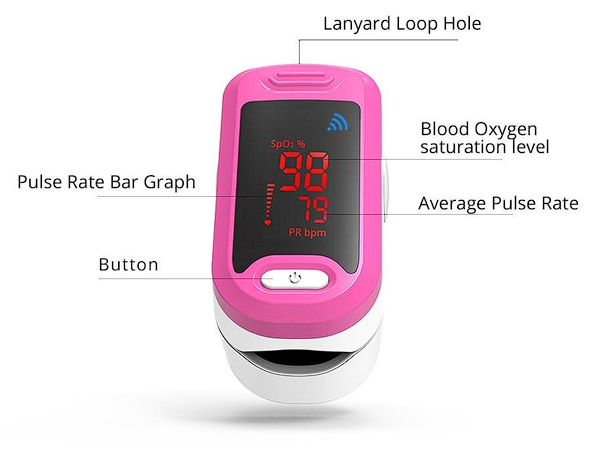 Lanyard Loop Hole
SpO₂ %
98
79
PR bpm
Blood Oxygen
saturation level
Pulse Rate Bar Graph
Average Pulse Rate
Button